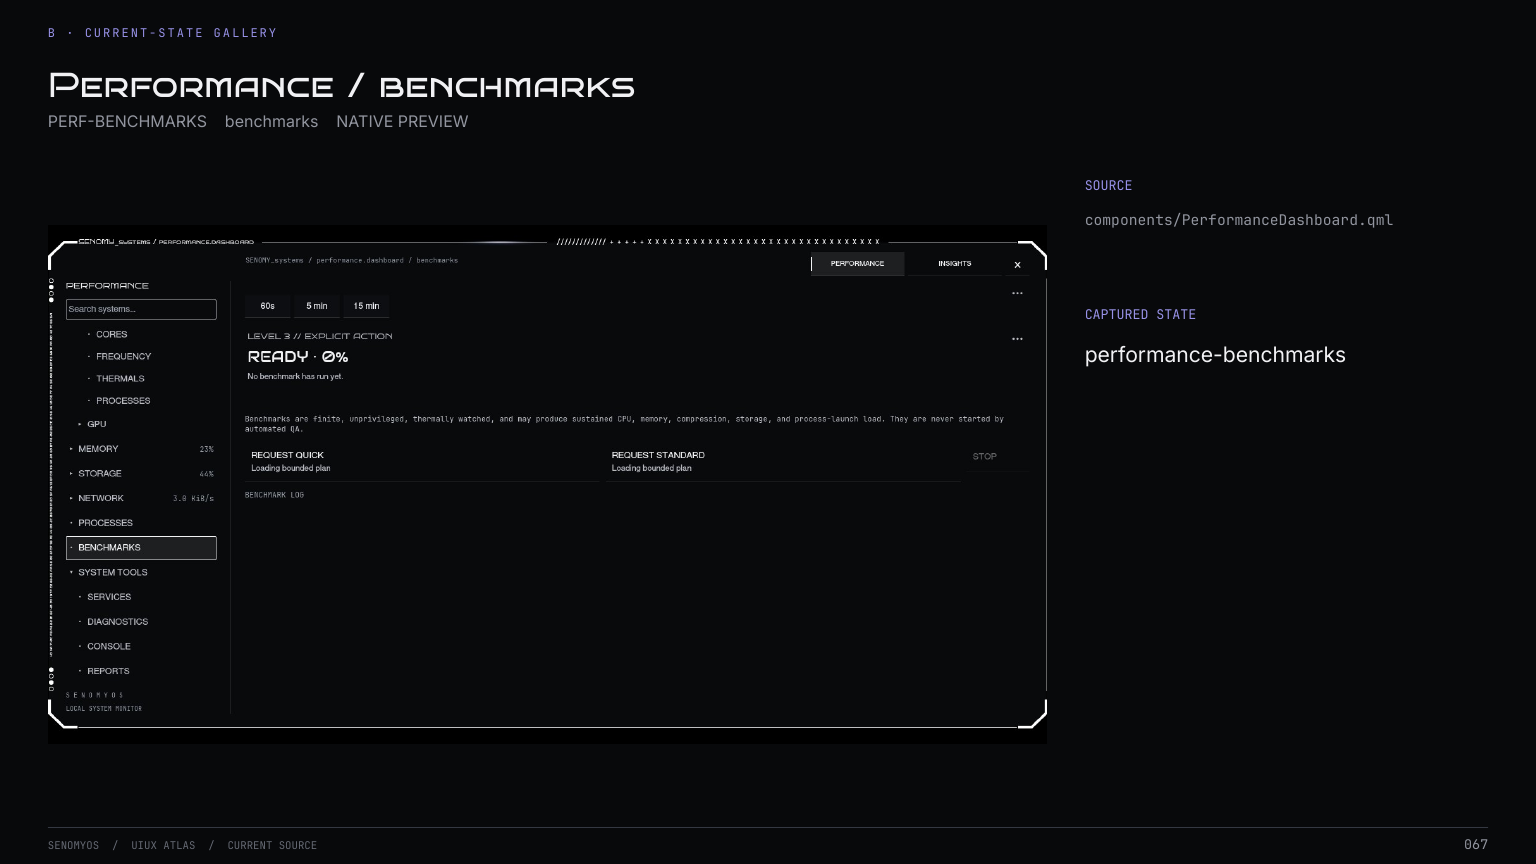 B · CURRENT-STATE GALLERY
Performance / benchmarks
PERF-BENCHMARKS benchmarks NATIVE PREVIEW
SOURCE
components/PerformanceDashboard.qml
CAPTURED STATE
performance-benchmarks
SENOMY_systems / performance.dashboard
///////////// + + + + + X X X X X X X X X X X X X X X X X X X X X X X X X X X X X X X
SENOMY_systems / performance.dashboard / benchmarks
PERFORMANCE INSIGHTS X
PERFORMANCE
Search systems...
CORES
FREQUENCY
THERMALS
PROCESSES
GPU
MEMORY 23%
STORAGE 44%
NETWORK 3.0 KiB/s
PROCESSES
BENCHMARKS
SYSTEM TOOLS
SERVICES
DIAGNOSTICS
CONSOLE
REPORTS
SENOMYOS
LOCAL SYSTEM MONITOR
60s 5 min 15 min
LEVEL 3 // EXPLICIT ACTION
READY · 0%
No benchmark has run yet.
Benchmarks are finite, unprivileged, thermally watched, and may produce sustained CPU, memory, compression, storage, and process-launch load. They are never started by
automated QA.
REQUEST QUICK
Loading bounded plan
REQUEST STANDARD
Loading bounded plan
STOP
BENCHMARK LOG
SENOMYOS / UIUX ATLAS / CURRENT SOURCE
067